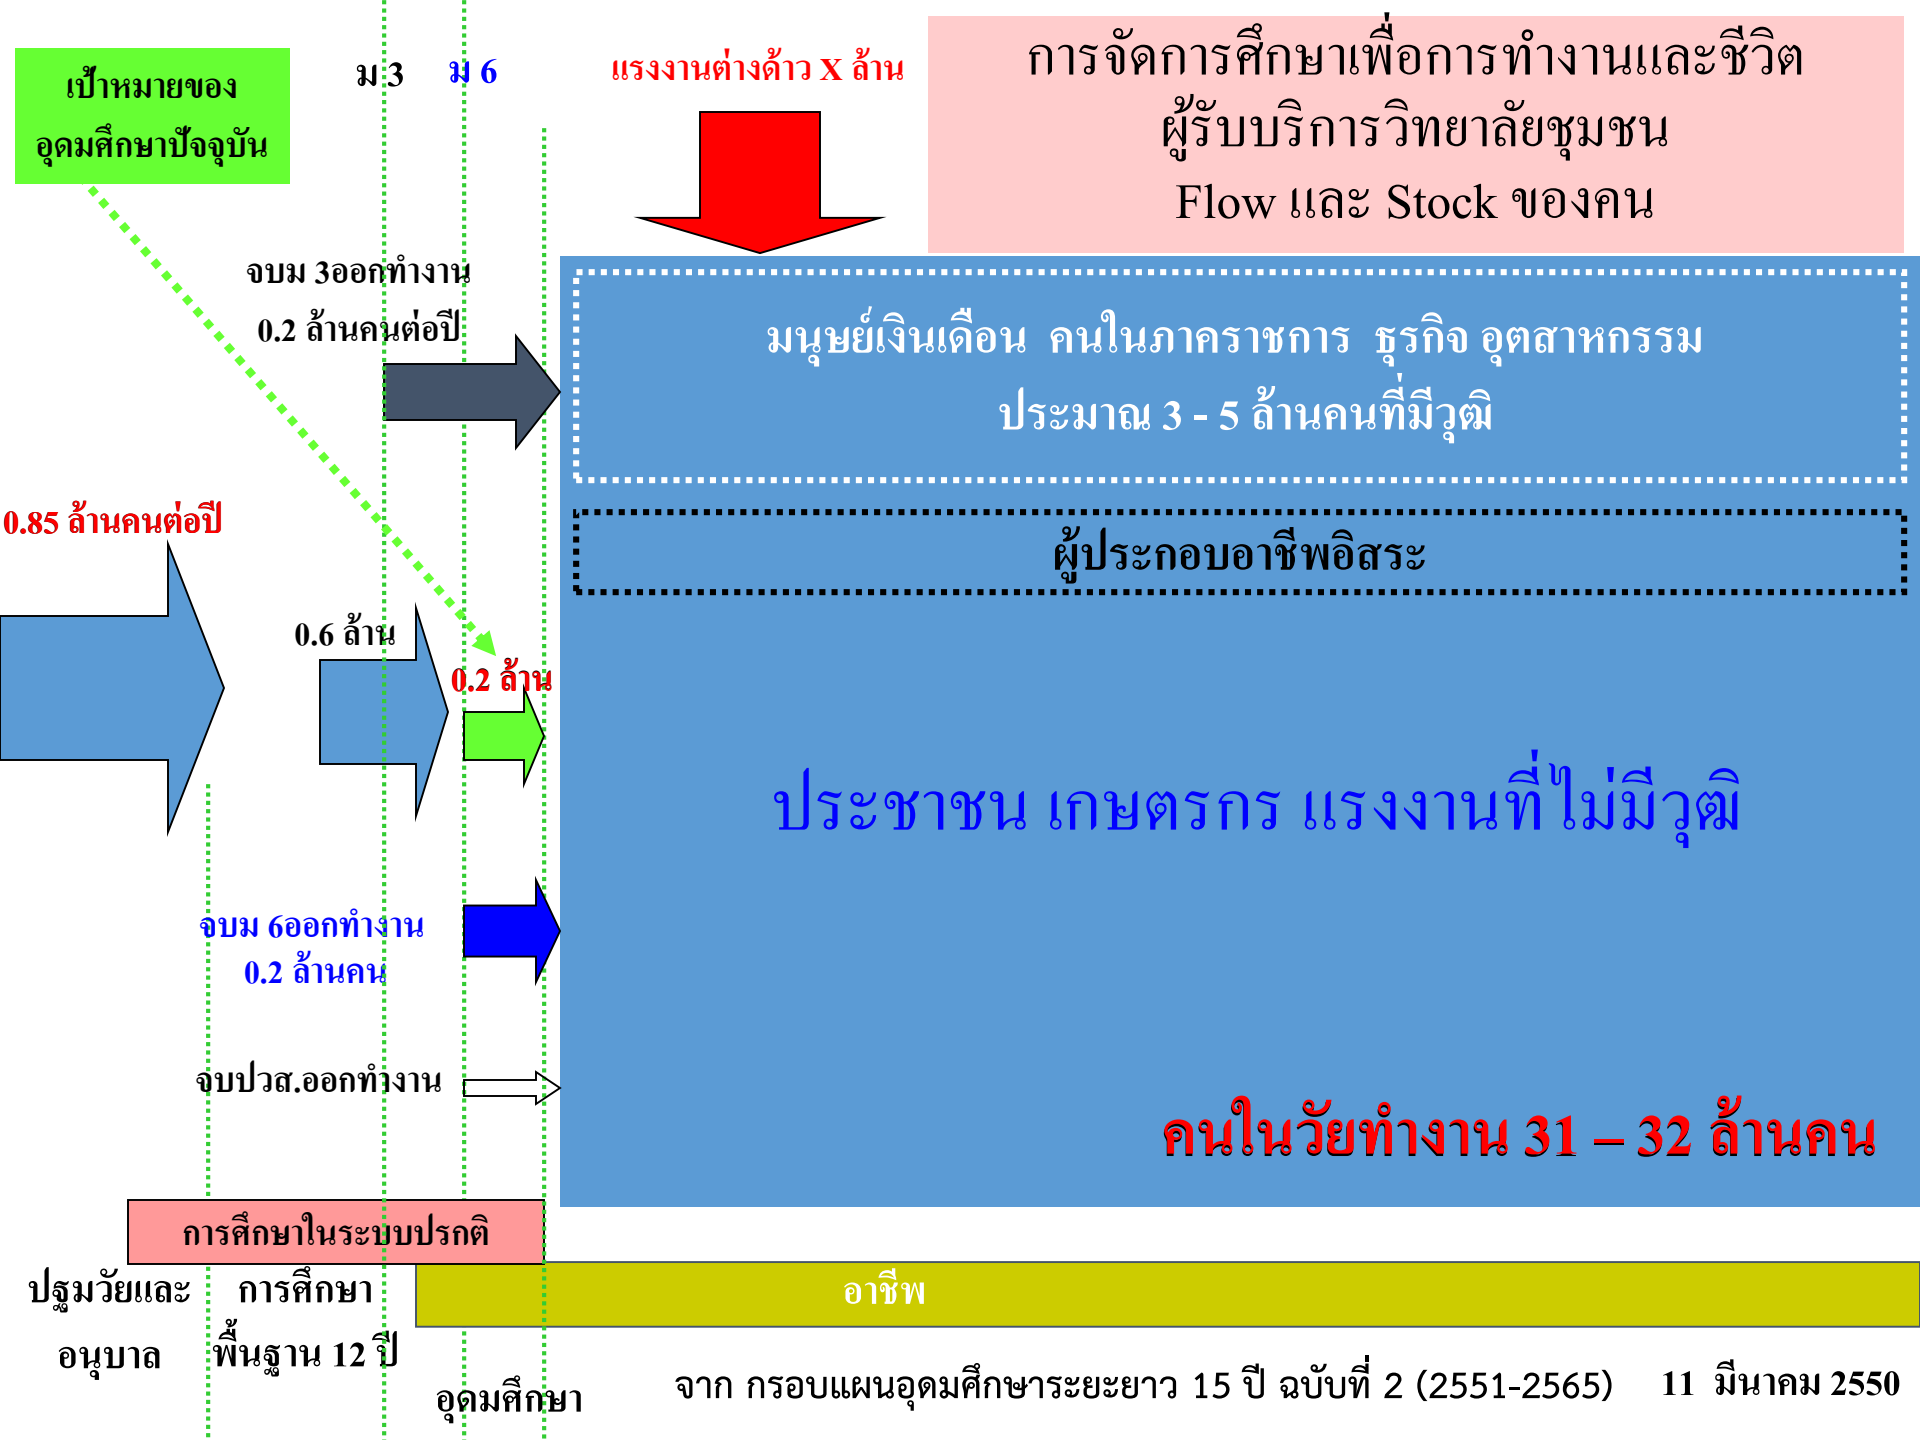 เป้าหมายของ
อุดมศึกษาปัจจุบัน
ม 3
ม 6
แรงงานต่างด้าว X ล้าน
การจัดการศึกษาเพื่อการทำงานและชีวิต
ผู้รับบริการวิทยาลัยชุมชน
Flow และ Stock ของคน
จบม 3ออกทำงาน
0.2 ล้านคนต่อปี
มนุษย์เงินเดือน คนในภาคราชการ ธุรกิจ อุตสาหกรรม
ประมาณ 3 - 5 ล้านคนที่มีวุฒิ
0.85 ล้านคนต่อปี
ผู้ประกอบอาชีพอิสระ
0.6 ล้าน
0.2 ล้าน
ประชาชน เกษตรกร แรงงานที่ไม่มีวุฒิ
จบม 6ออกทำงาน
0.2 ล้านคน
จบปวส.ออกทำงาน
คนในวัยทำงาน 31 – 32 ล้านคน
การศึกษาในระบบปรกติ
ปฐมวัยและ
อนุบาล
การศึกษา
พื้นฐาน 12 ปี
อาชีพ
อุดมศึกษา
จาก กรอบแผนอุดมศึกษาระยะยาว 15 ปี ฉบับที่ 2 (2551-2565)
11 มีนาคม 2550